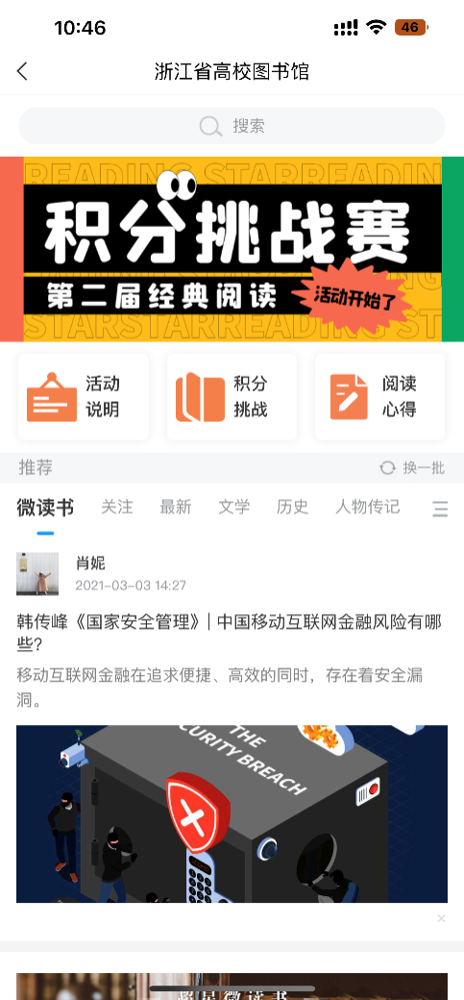 10:46
46
浙江省高校图书馆
搜索
READING STARREADIN
积分挑战赛
第二届经典阅读
活动开始了
STARSTARREADING ST
活动
说明
积分
挑战
阅读
心得
推荐
换一批
微读书
关注
最新
文学
历史
人物传记
肖妮
2021-03-03 14:27
韩传峰《国家安全管理》| 中国移动互联网金融风险有哪
些?
移动互联网金融在追求便捷、高效的同时，存在着安全漏
洞。
THE
CURITY BREACH
超星微读书